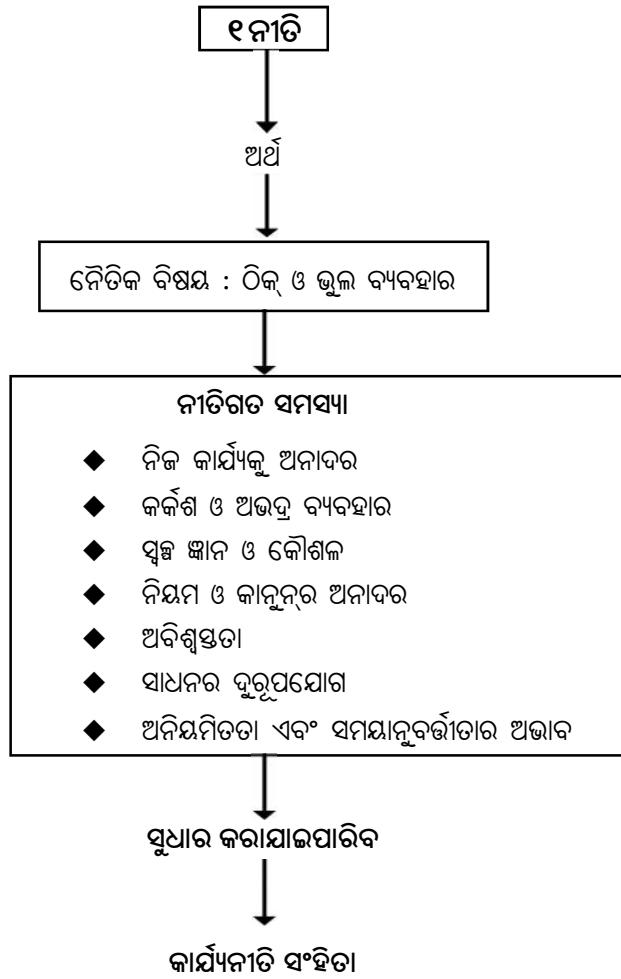 ୧ ନୀତି
ଅର୍ଥ
ନୈତିକ ବିଷୟ : ଠିକ୍ ଓ ଭୁଲ ବ୍ୟବହାର
ନୀତିଗତ ସମସ୍ୟା
◆ ନିଜ କାର୍ଯ୍ୟକୁ ଅନାଦର
◆ କର୍କଶ ଓ ଅଭଦ୍ର ବ୍ୟବହାର
◆ ସ୍ୱଳ୍ପ ଜ୍ଞାନ ଓ କୌଶଳ
◆ ନିୟମ ଓ କାନୁନ୍‌ର ଅନାଦର
◆ ଅବିଶ୍ୱସ୍ତତା
◆ ସାଧନର ଦୁରୂପଯୋଗ
◆ ଅନିୟମିତତା ଏବଂ ସମୟାନୁବର୍ତ୍ତୀତାର ଅଭାବ
ସୁଧାର କରାଯାଇପାରିବ
କାର୍ଯ୍ୟନୀତି ସଂହିତା